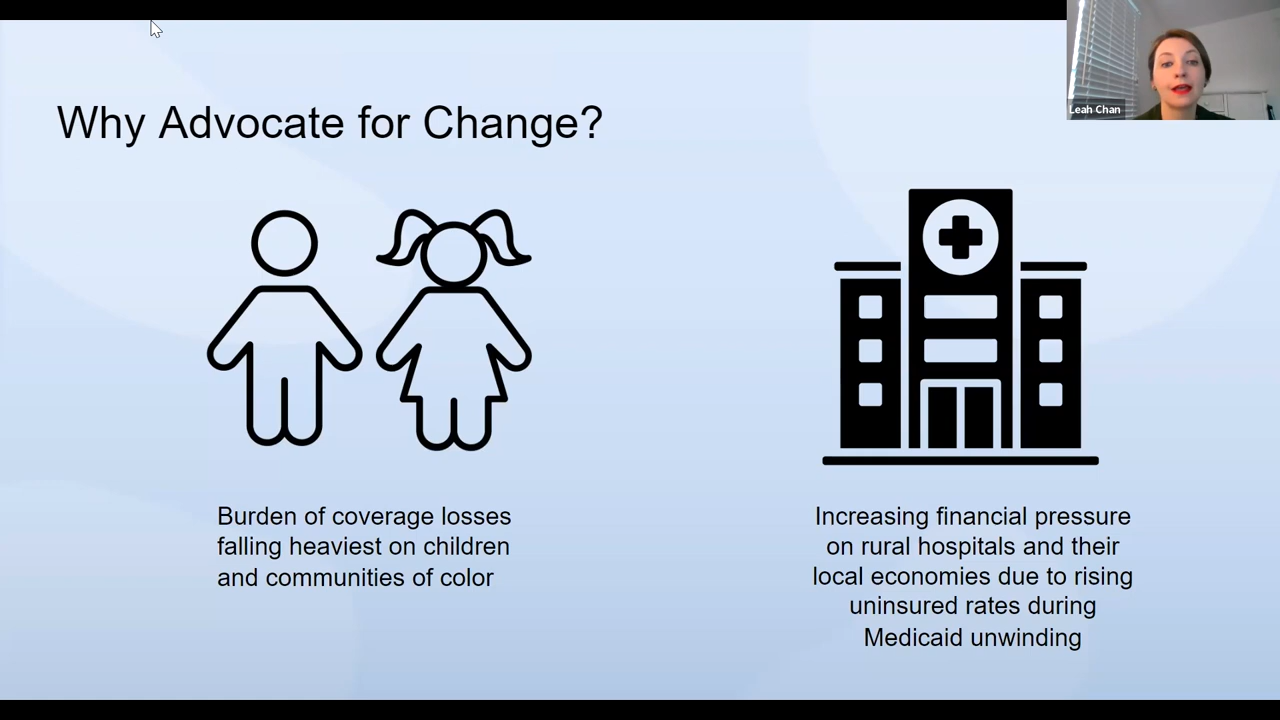 Leah Chan
Why Advocate for Change?
Burden of coverage losses
falling heaviest on children
and communities of color
Increasing financial pressure
on rural hospitals and their
local economies due to rising
uninsured rates during
Medicaid unwinding